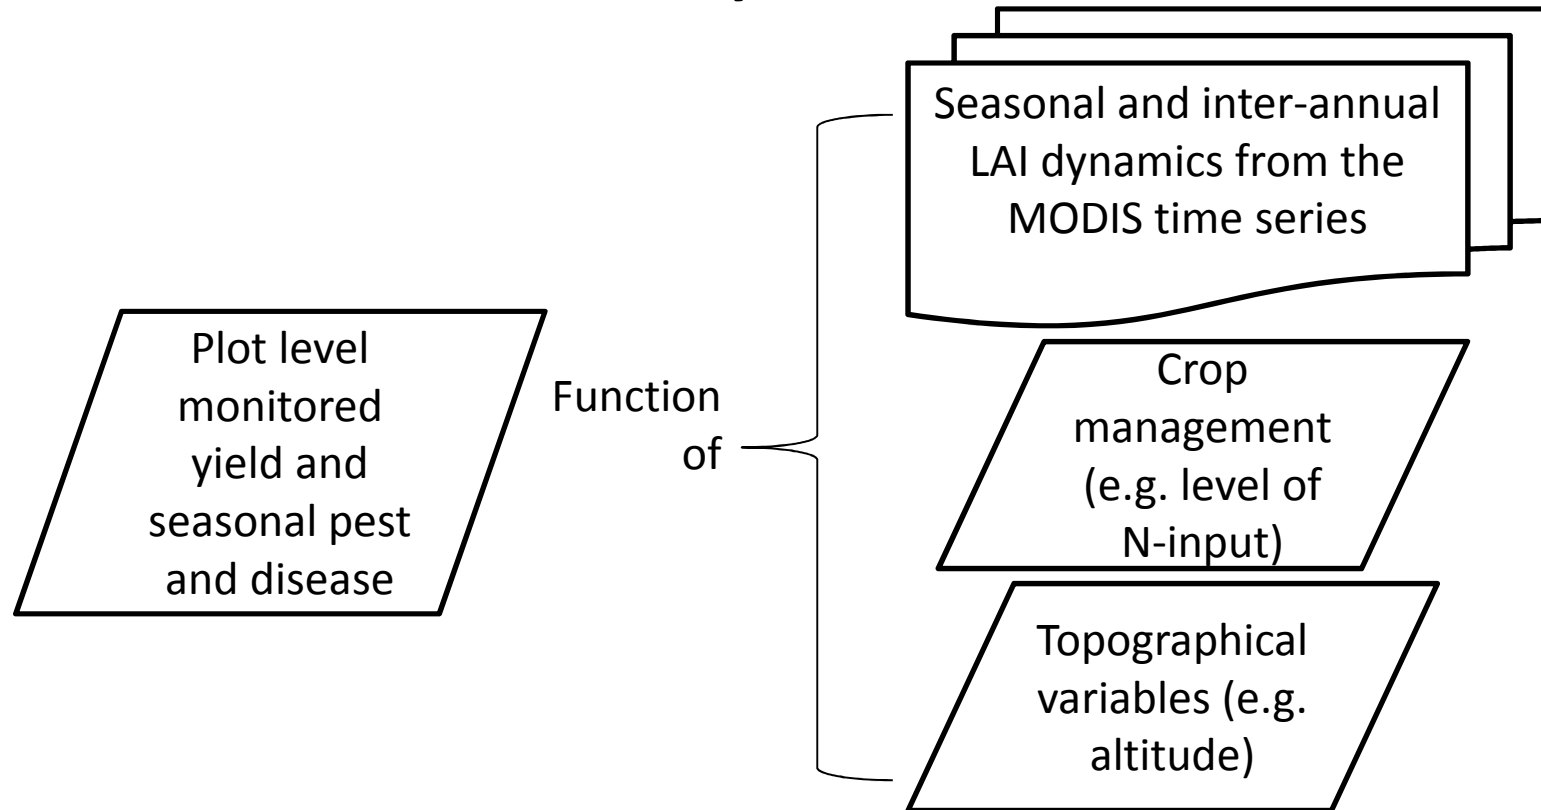 Plot level
monitored
yield and
seasonal pest
and disease
Function
of
Seasonal and inter-annual
LAI dynamics from the
MODIS time series
Crop
management
(e.g. level of
N-input)
Topographical
variables (e.g.
altitude)